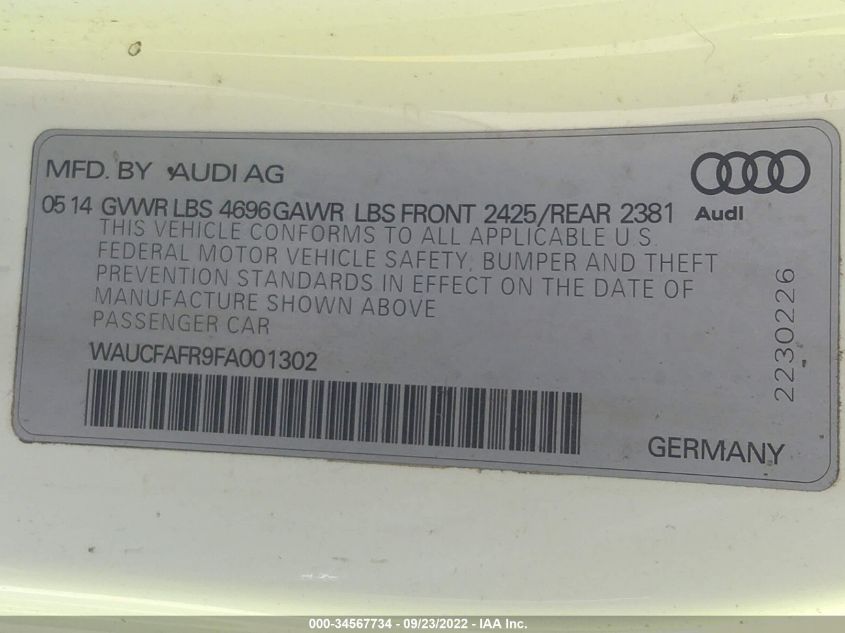 MFD. BY AUDI AG
Audi
05 14 GVWR LBS 4696 GAWR LBS FRONT 2425/REAR 2381
THIS VEHICLE CONFORMS TO ALL APPLICABLE U.S.
FEDERAL MOTOR VEHICLE SAFETY, BUMPER AND THEFT
PREVENTION STANDARDS IN EFFECT ON THE DATE OF
MANUFACTURE SHOWN ABOVE
PASSENGER CAR
WAUCFAFR9FA001302
2230226
GERMANY
000-34567734 - 09/23/2022 - IAA Inc.